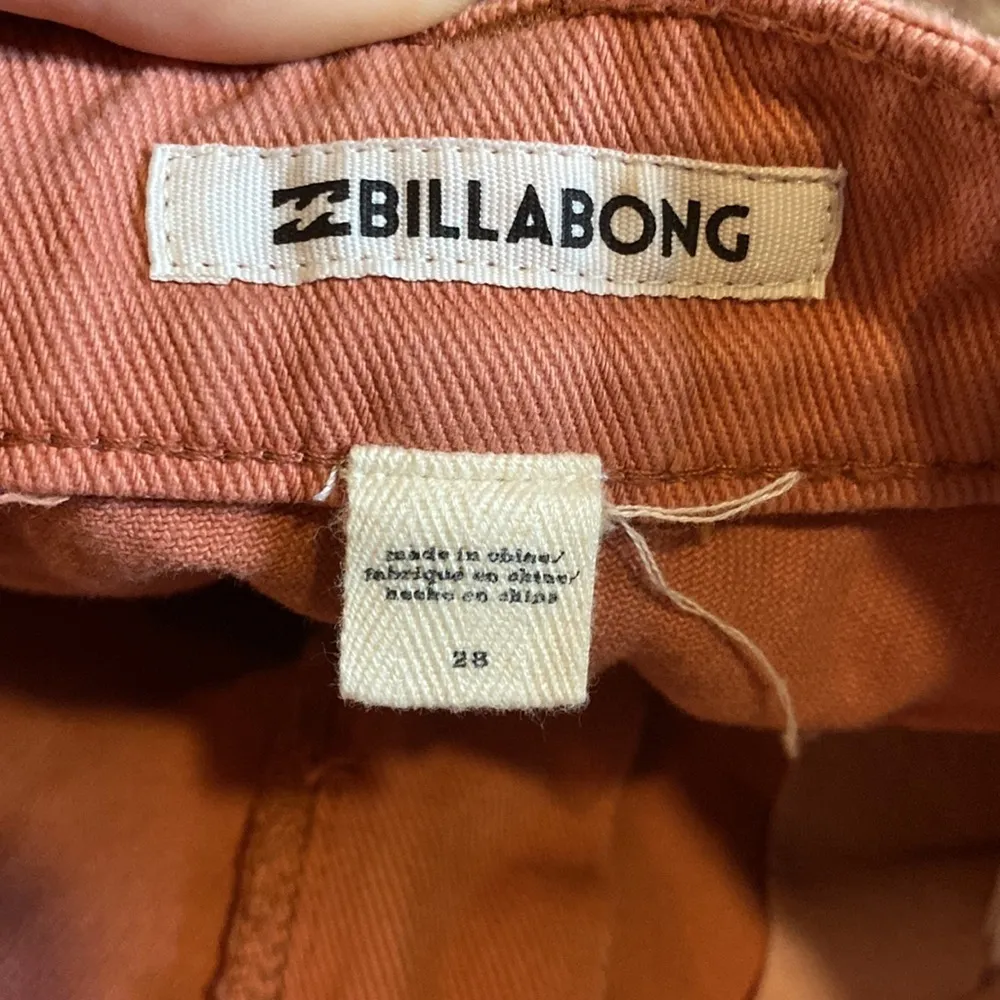 BILLABONG
made in china/
fabriqué en chine/
hecho en china
28